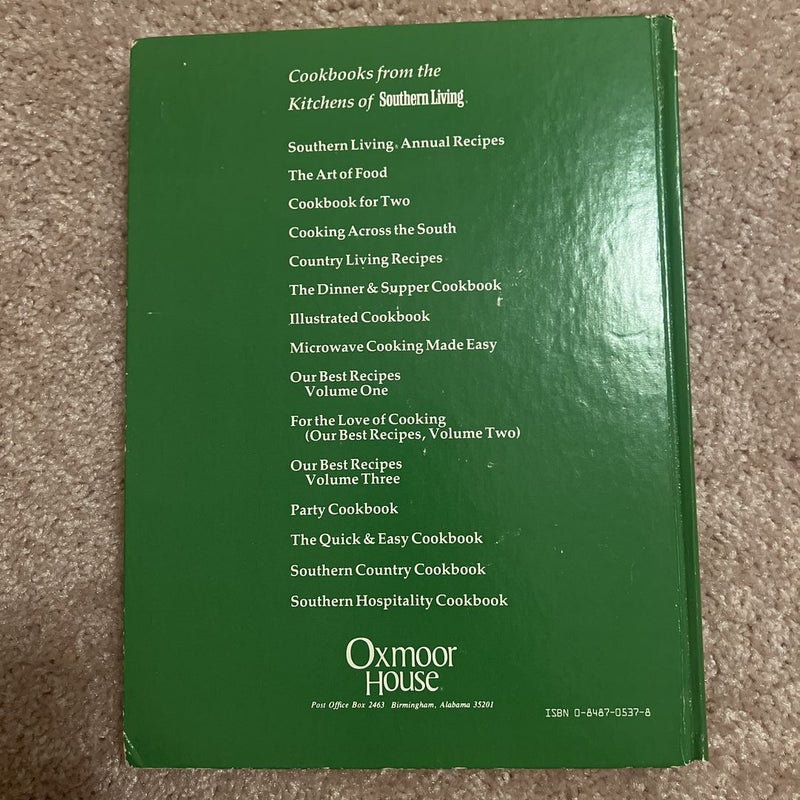 Cookbooks from the
Kitchens of Southern Living®
Southern Living® Annual Recipes
The Art of Food
Cookbook for Two
Cooking Across the South
Country Living Recipes
The Dinner & Supper Cookbook
Illustrated Cookbook
Microwave Cooking Made Easy
Our Best Recipes
Volume One
For the Love of Cooking
(Our Best Recipes, Volume Two)
Our Best Recipes
Volume Three
Party Cookbook
The Quick & Easy Cookbook
Southern Country Cookbook
Southern Hospitality Cookbook
Oxmoor
House®
Post Office Box 2463 Birmingham, Alabama 35201
ISBN 0-8487-0537-8